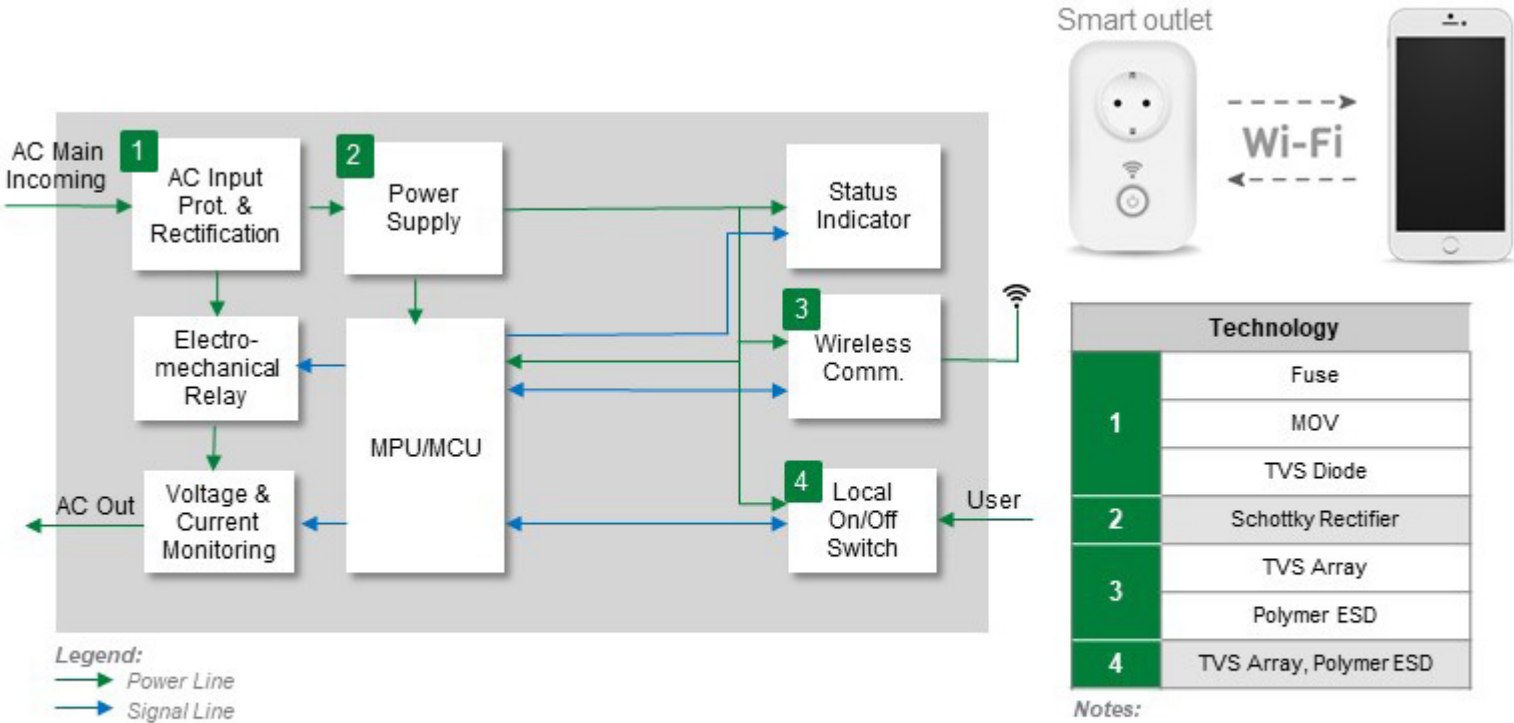 Smart outlet
Wi-Fi
AC Main
Incoming
1
AC Input
Prot. &
Rectification
2
Power
Supply
Status
Indicator
Electro-
mechanical
Relay
MPU/MCU
3
Wireless
Comm.
Voltage &
Current
Monitoring
AC Out
4
Local
On/Off
Switch
User
Legend:
Power Line
Signal Line
Technology
1
Fuse
MOV
TVS Diode
2
Schottky Rectifier
3
TVS Array
Polymer ESD
4
TVS Array, Polymer ESD
Notes: